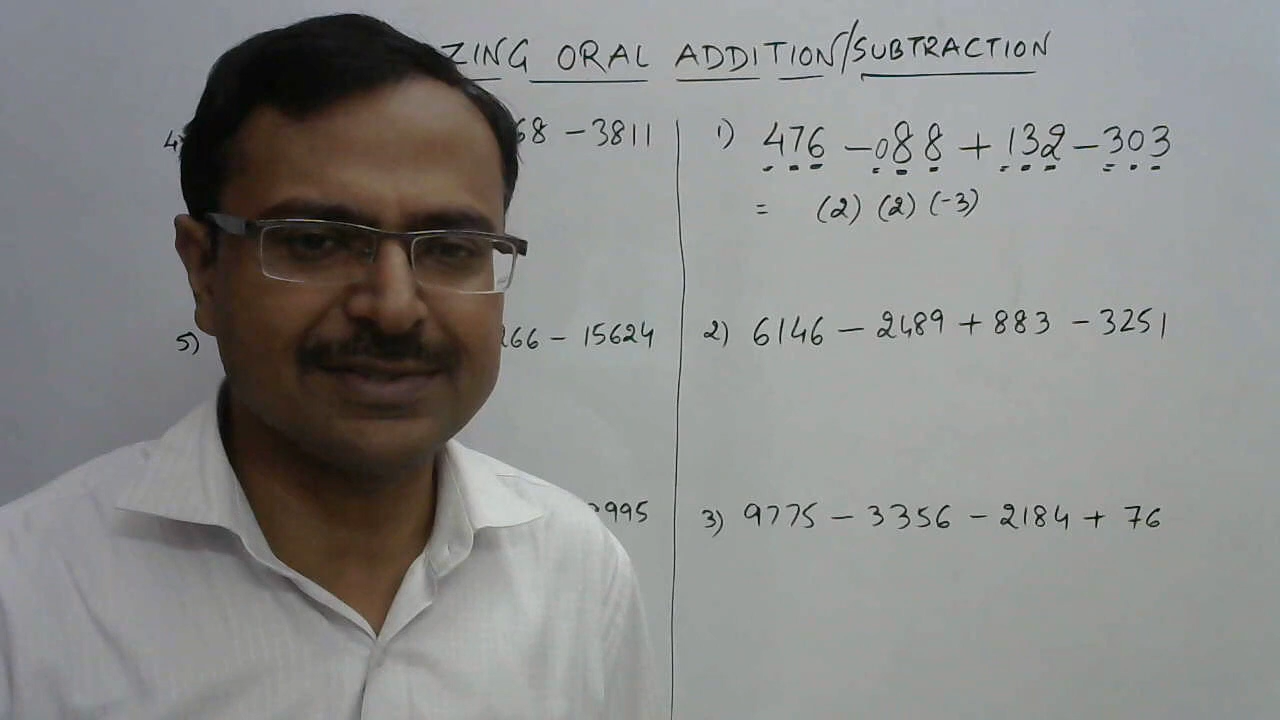 ZING ORAL ADDITION/SUBTRACTION
4) 68 - 3811
5) 266 - 15624
995
1) 476 - 088 + 132 - 303
= (2) (2) (-3)
2) 6146 - 2489 + 883 - 3251
3) 9775 - 3356 - 2184 + 76